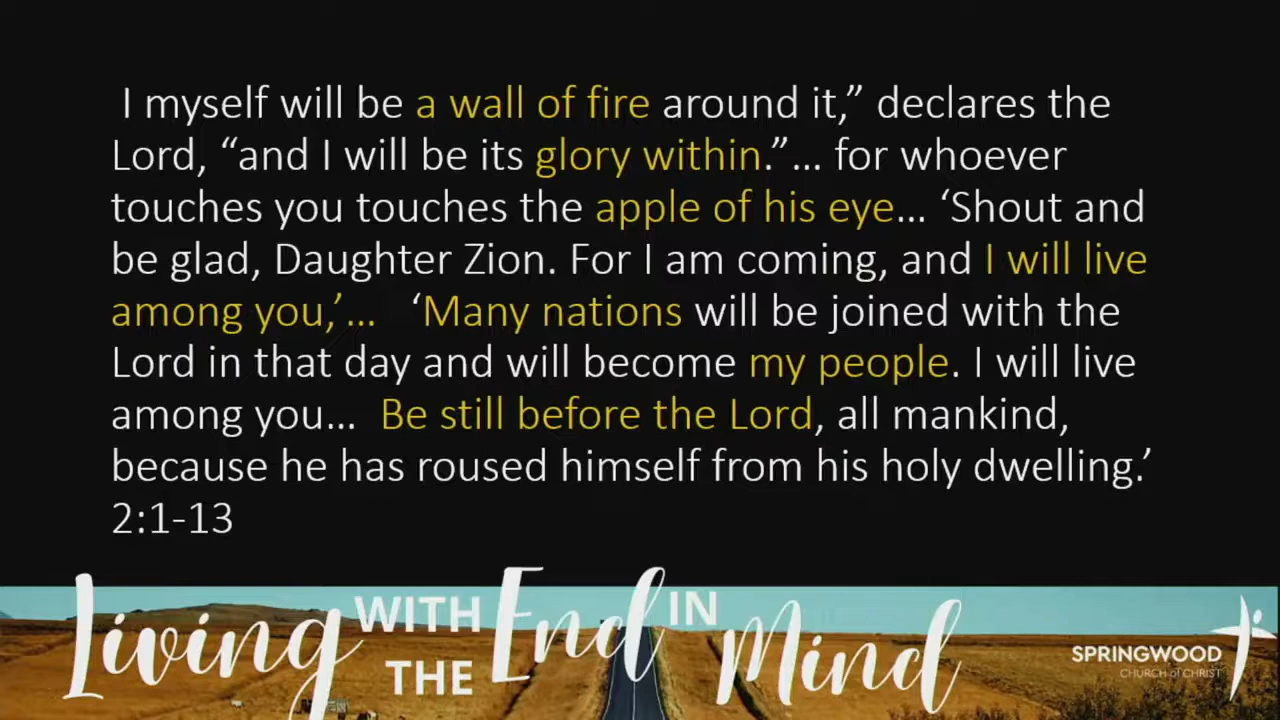 I myself will be a wall of fire around it,” declares the
Lord, “and I will be its glory within.”… for whoever
touches you touches the apple of his eye… ‘Shout and
be glad, Daughter Zion. For I am coming, and I will live
among you,’… ‘Many nations will be joined with the
Lord in that day and will become my people. I will live
among you… Be still before the Lord, all mankind,
because he has roused himself from his holy dwelling.’
2:1-13
Living WITH THE End IN Mind
SPRINGWOOD
CHURCH of CHRIST